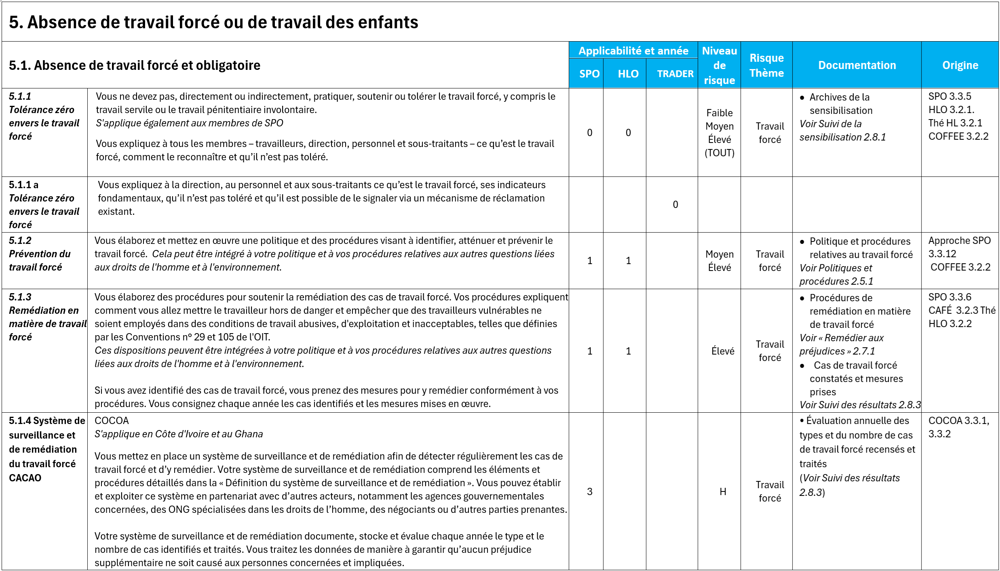 5. Absence de travail forcé ou de travail des enfants
5.1. Absence de travail forcé et obligatoire
Applicabilité et année
SPO
HLO
TRADER
Niveau
de
risque
Risque
Thème
Documentation
Origine
5.1.1
Tolérance zéro
envers le travail
forcé
Vous ne devez pas, directement ou indirectement, pratiquer, soutenir ou tolérer le travail forcé, y compris le
travail servile ou le travail pénitentiaire involontaire.
S'applique également aux membres de SPO
Vous expliquez à tous les membres – travailleurs, direction, personnel et sous-traitants – ce qu’est le travail
forcé, comment le reconnaître et qu’il n’est pas toléré.
0
0
Faible
Moyen
Élevé
(TOUT)
Travail
forcé
• Archives de la
sensibilisation
Voir Suivi de la
sensibilisation 2.8.1
SPO 3.3.5
HLO 3.2.1.
Thé HL 3.2.1
COFFEE 3.2.2
5.1.1 a
Tolérance zéro
envers le travail
forcé
Vous expliquez à la direction, au personnel et aux sous-traitants ce qu’est le travail forcé, ses indicateurs
fondamentaux, qu’il n’est pas toléré et qu’il est possible de le signaler via un mécanisme de réclamation
existant.
0
5.1.2
Prévention du
travail forcé
Vous élaborez et mettez en œuvre une politique et des procédures visant à identifier, atténuer et prévenir le
travail forcé. Cela peut être intégré à votre politique et à vos procédures relatives aux autres questions liées
aux droits de l'homme et à l'environnement.
1
1
Moyen
Élevé
Travail
forcé
• Politique et procédures
relatives au travail forcé
Voir Politiques et
procédures 2.5.1
Approche SPO
3.3.12
COFFEE 3.2.2
5.1.3
Remédiation en
matière de travail
forcé
Vous élaborez des procédures pour soutenir la remédiation des cas de travail forcé. Vos procédures expliquent
comment vous allez mettre le travailleur hors de danger et empêcher que des travailleurs vulnérables ne
soient employés dans des conditions de travail abusives, d'exploitation et inacceptables, telles que définies
par les Conventions n° 29 et 105 de l'OIT.
Ces dispositions peuvent être intégrées à votre politique et à vos procédures relatives aux autres questions
liées aux droits de l'homme et à l'environnement.
Si vous avez identifié des cas de travail forcé, vous prenez des mesures pour y remédier conformément à vos
procédures. Vous consignez chaque année les cas identifiés et les mesures mises en œuvre.
1
1
Élevé
Travail
forcé
• Procédures de
remédiation en matière
de travail forcé
Voir « Remédier aux
préjudices » 2.7.1
• Cas de travail forcé
constatés et mesures
prises
Voir Suivi des résultats 2.8.3
SPO 3.3.6
CAFÉ 3.2.3 Thé
HLO 3.2.2
5.1.4 Système de
surveillance et
de remédiation
du travail forcé
CACAO
COCOA
S'applique en Côte d'Ivoire et au Ghana
Vous mettez en place un système de surveillance et de remédiation afin de détecter régulièrement les cas de
travail forcé et d’y remédier. Votre système de surveillance et de remédiation comprend les éléments et
procédures détaillés dans la « Définition du système de surveillance et de remédiation ». Vous pouvez établir
et exploiter ce système en partenariat avec d’autres acteurs, notamment les agences gouvernementales
concernées, des ONG spécialisées dans les droits de l’homme, des négociants ou d’autres parties prenantes.
Votre système de surveillance et de remédiation documente, stocke et évalue chaque année le type et le
nombre de cas identifiés et traités. Vous traitez les données de manière à garantir qu’aucun préjudice
supplémentaire ne soit causé aux personnes concernées et impliquées.
3
H
Travail
forcé
• Évaluation annuelle des
types et du nombre de cas
de travail forcé recensés et
traités
(Voir Suivi des résultats
2.8.3)
COCOA 3.3.1,
3.3.2